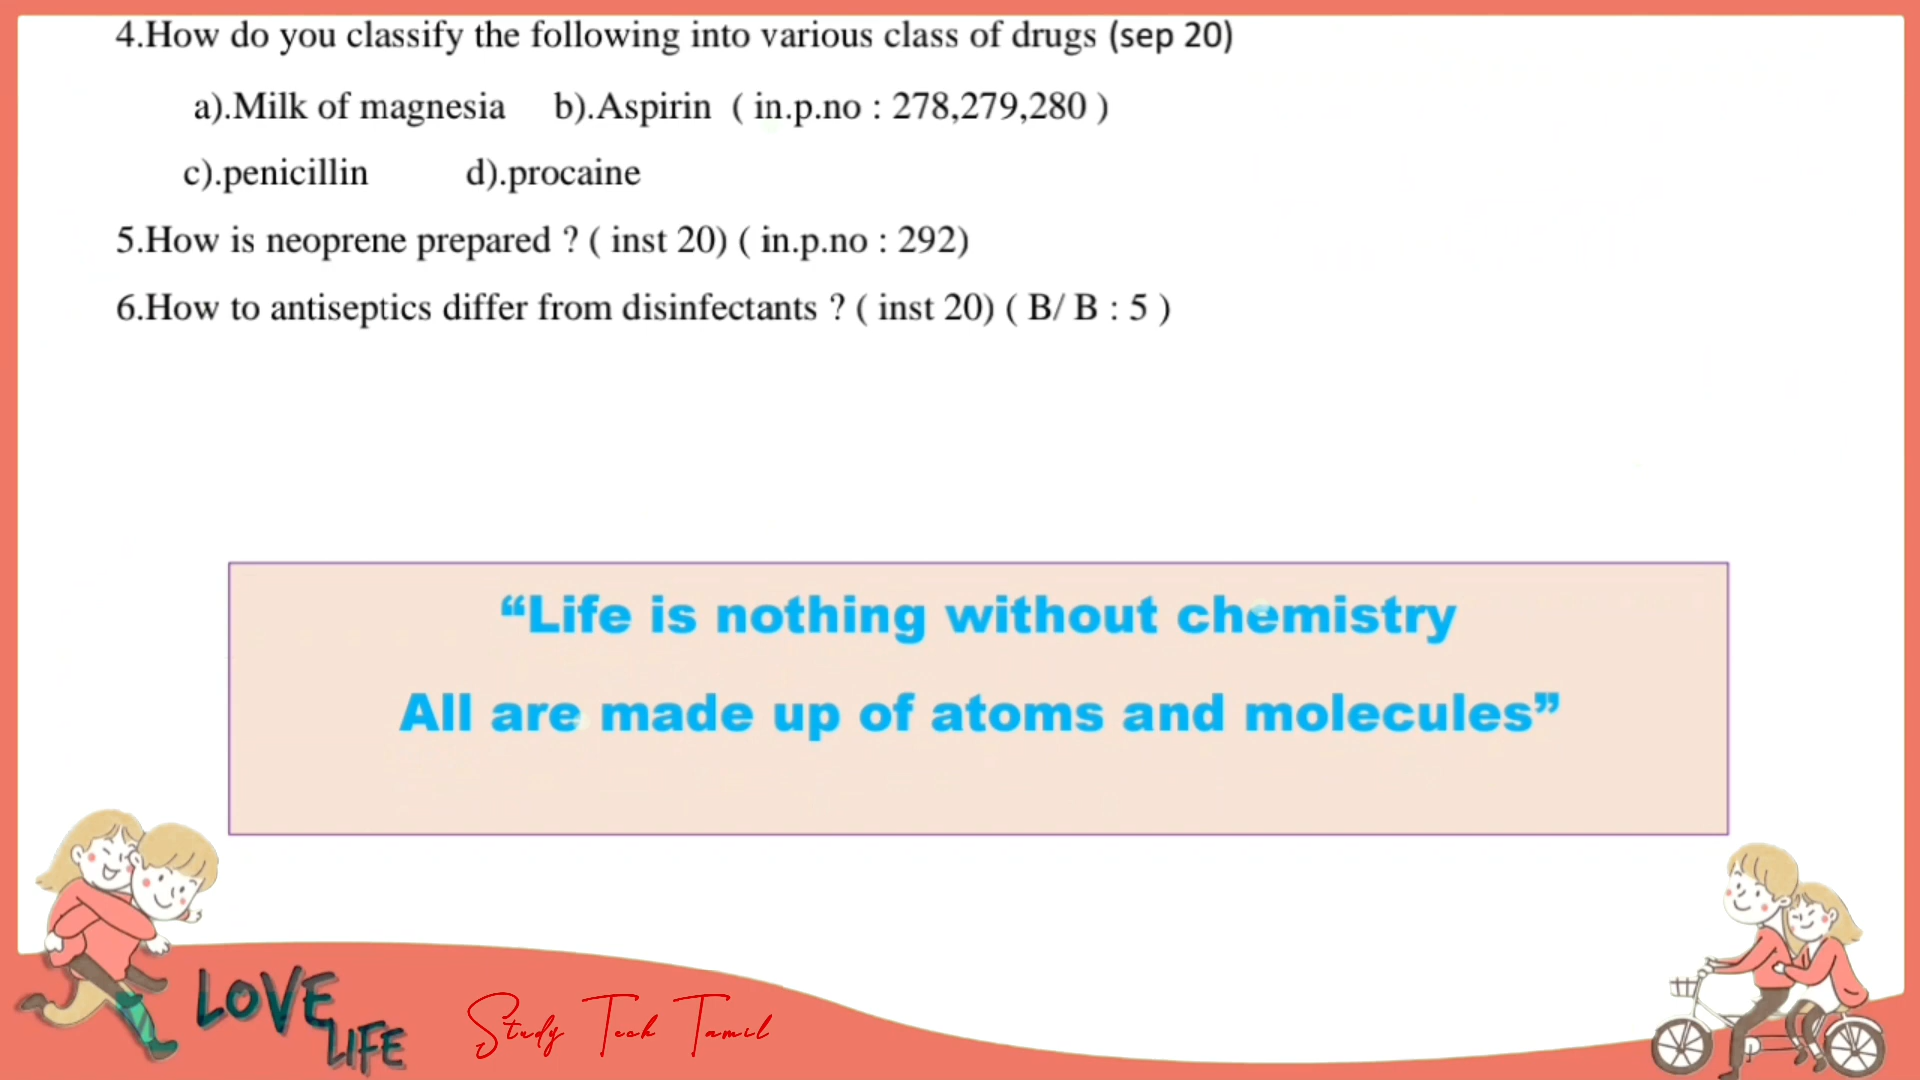 4.How do you classify the following into various class of drugs (sep 20)
a).Milk of magnesia b).Aspirin ( in.p.no : 278,279,280 )
c).penicillin d).procaine
5.How is neoprene prepared ? ( inst 20) ( in.p.no : 292)
6.How to antiseptics differ from disinfectants ? ( inst 20) ( B/ B : 5 )
“Life is nothing without chemistry
All are made up of atoms and molecules”
LOVE
LIFE
Study Tech Tamil